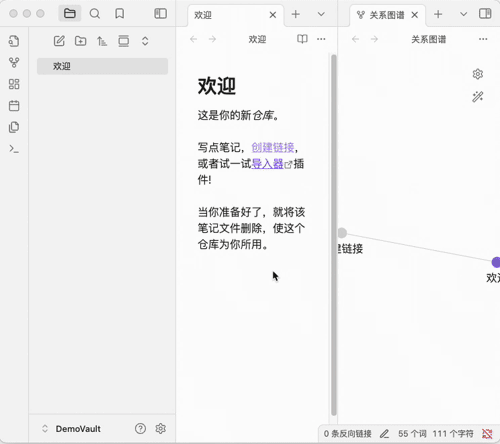 欢迎
关系图谱
欢迎
关系图谱
欢迎
欢迎
这是你的新仓库。
写点笔记，创建链接，
或者试一试导入器插
件!
当你准备好了，就将该
笔记文件删除，使这个
仓库为你所用。
建链接
欢迎
DemoVault
0 条反向链接
55 个词
111 个字符